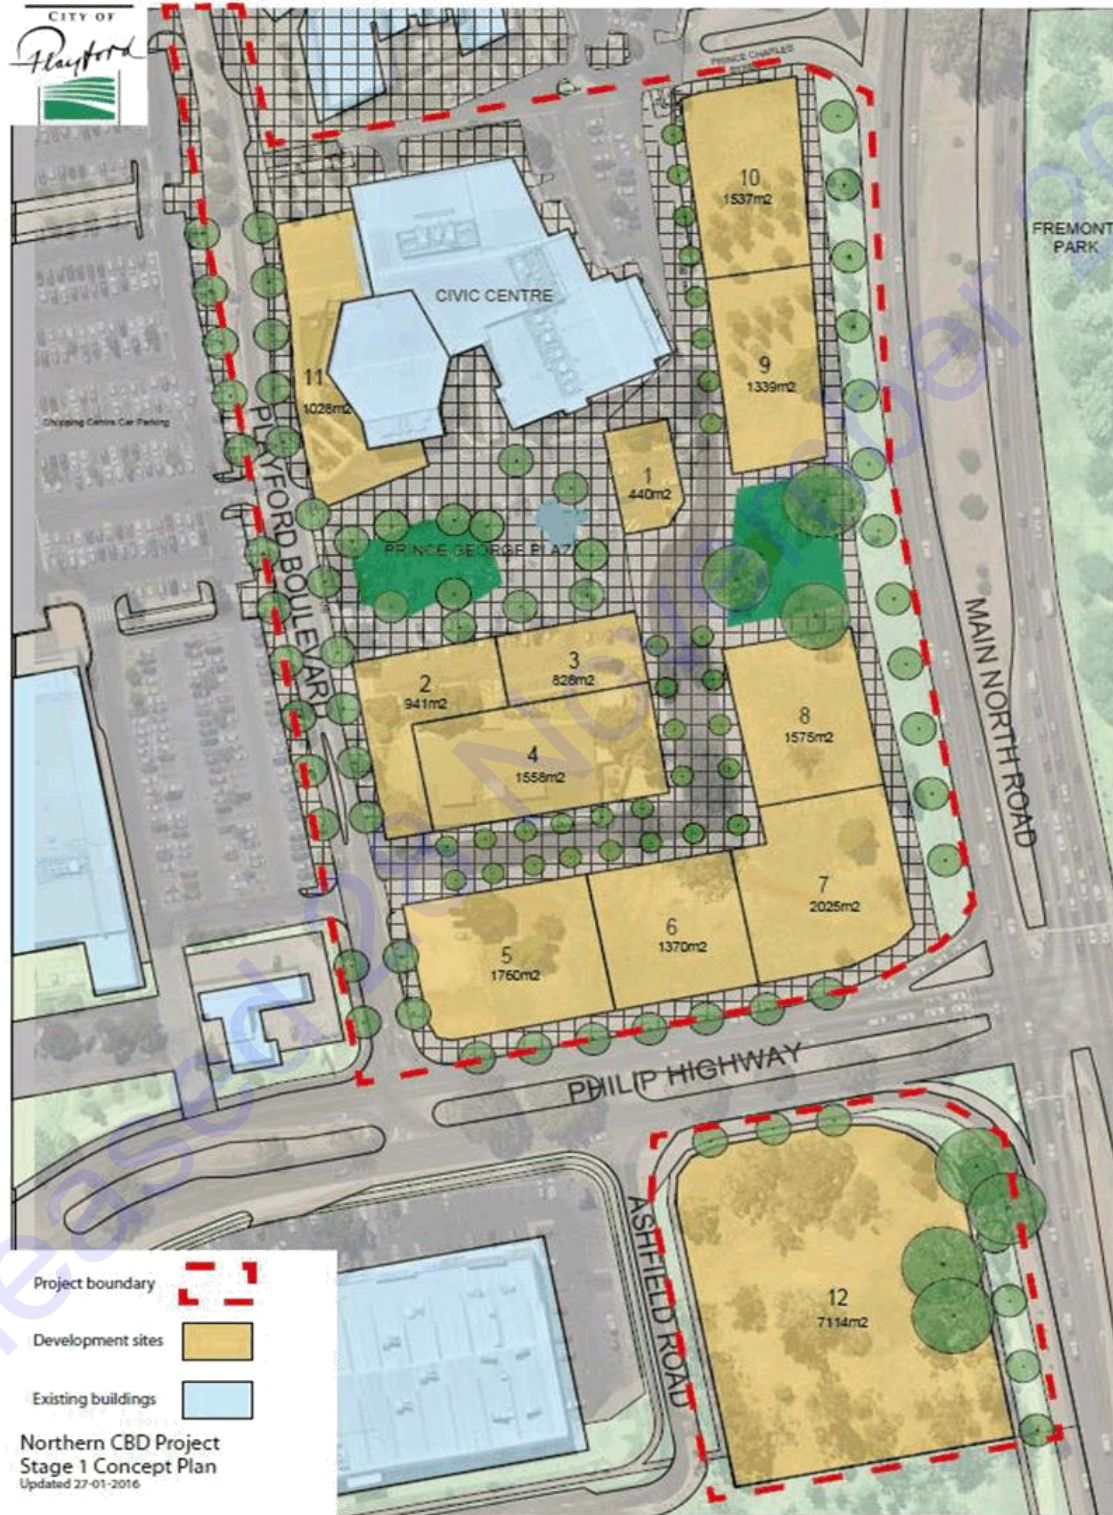 CITY OF
Playford
PRINCE CHARLES
FREMONT
PARK
10
1537m2
CIVIC CENTRE
9
1339m2
11
1028m2
Shopping Centre Car Parking
1
440m2
PLAYFORD BOULEVARD
PRINCE GEORGE PLAZA
MAIN NORTH ROAD
3
828m2
2
941m2
8
1575m2
4
1558m2
7
2025m2
6
1370m2
5
1760m2
PHILIP HIGHWAY
ASHFIELD ROAD
12
7114m2
Project boundary
Development sites
Existing buildings
Northern CBD Project
Stage 1 Concept Plan
Updated 27-01-2016